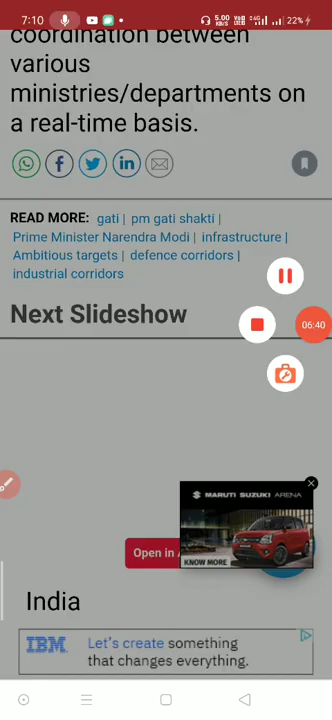 7:10
5.00 KB/S
22%
coordination between
various
ministries/departments on
a real-time basis.
READ MORE: gati | pm gati shakti |
Prime Minister Narendra Modi | infrastructure |
Ambitious targets | defence corridors |
industrial corridors
Next Slideshow
06:40
MARUTI SUZUKI ARENA
KNOW MORE
Open in
India
IBM Let's create something
that changes everything.